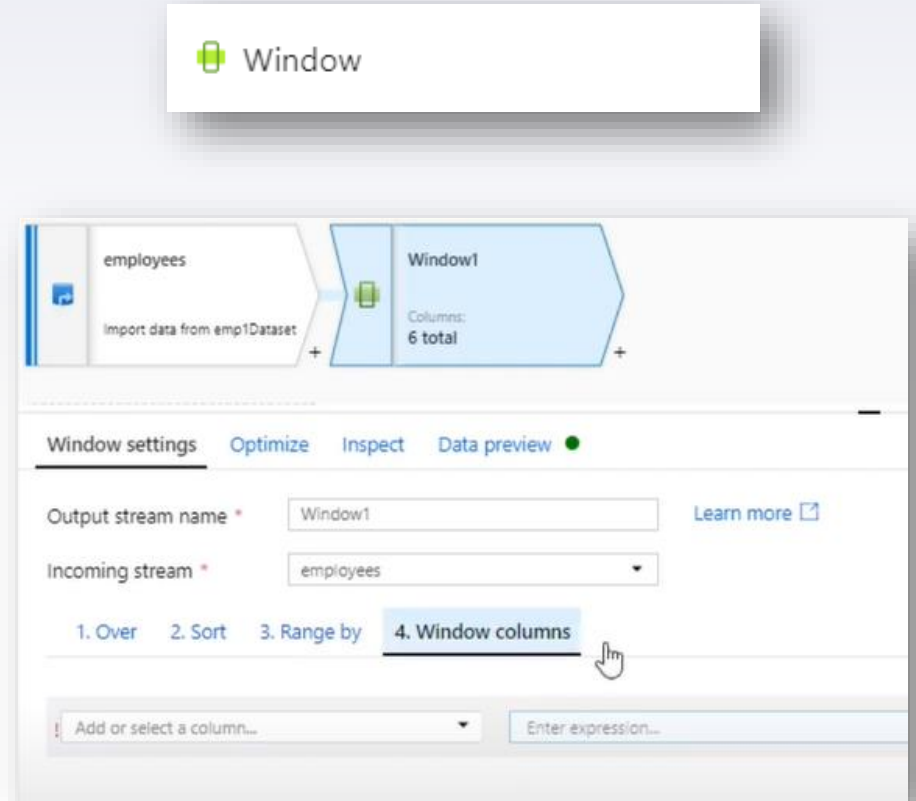 Window
employees
Import data from emp1Dataset
+
Window1
Columns:
6 total
+
Window settings Optimize Inspect Data preview
Output stream name * Window1 Learn more
Incoming stream * employees
1. Over 2. Sort 3. Range by 4. Window columns
! Add or select a column... Enter expression...